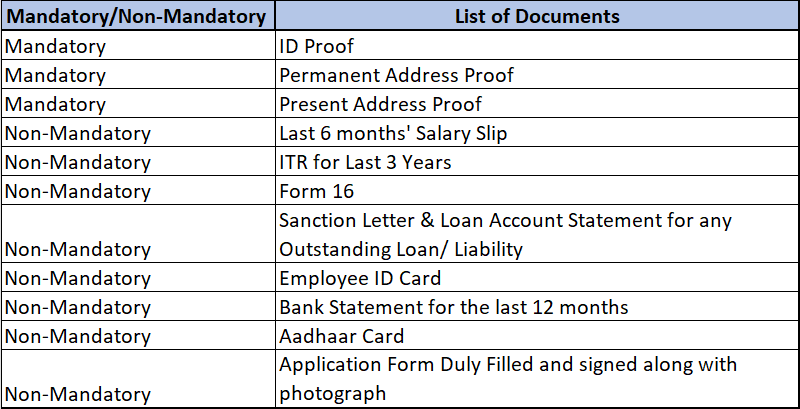 Mandatory/Non-Mandatory List of Documents
Mandatory ID Proof
Mandatory Permanent Address Proof
Mandatory Present Address Proof
Non-Mandatory Last 6 months' Salary Slip
Non-Mandatory ITR for Last 3 Years
Non-Mandatory Form 16
Sanction Letter & Loan Account Statement for any
Non-Mandatory Outstanding Loan/ Liability
Non-Mandatory Employee ID Card
Non-Mandatory Bank Statement for the last 12 months
Non-Mandatory Aadhaar Card
Application Form Duly Filled and signed along with
Non-Mandatory photograph